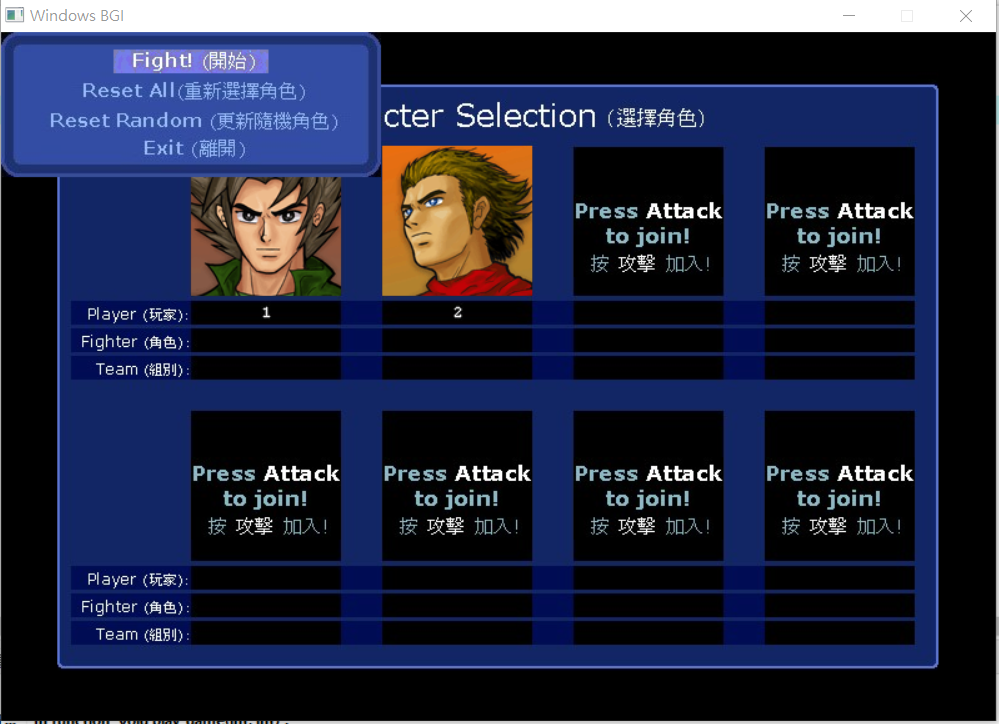 Windows BGI
Fight! (開始)
Reset All(重新選擇角色)
Reset Random (更新隨機角色)
Exit (離開)
cter Selection (選擇角色)
Press Attack
to join!
按 攻擊 加入!
Press Attack
to join!
按 攻擊 加入!
Player (玩家): 1 2
Fighter (角色):
Team (組別):
Press Attack
to join!
按 攻擊 加入!
Press Attack
to join!
按 攻擊 加入!
Press Attack
to join!
按 攻擊 加入!
Press Attack
to join!
按 攻擊 加入!
Player (玩家):
Fighter (角色):
Team (組別):